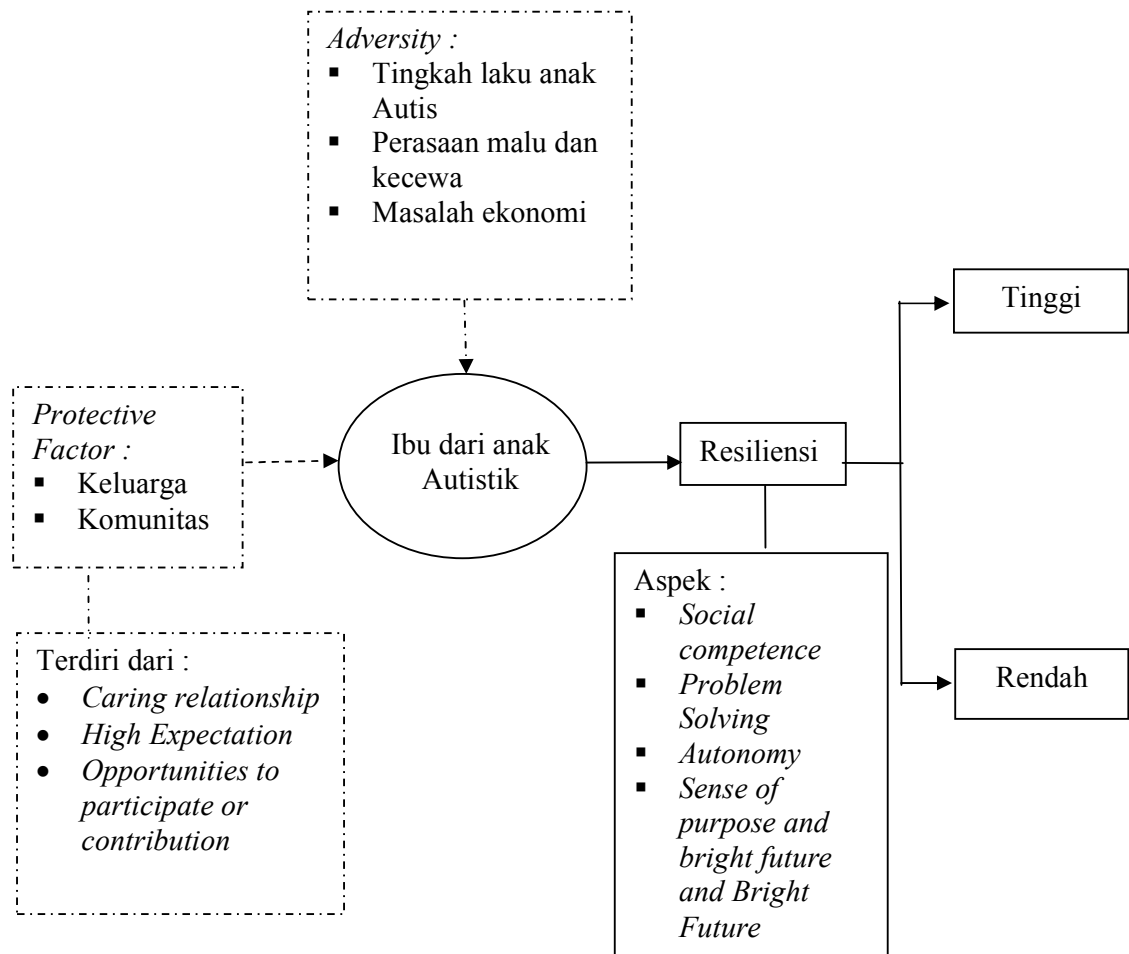 Adversity :
▪ Tingkah laku anak
Autis
▪ Perasaan malu dan
kecewa
▪ Masalah ekonomi
Tinggi
Protective
Factor :
▪ Keluarga
▪ Komunitas
Ibu dari anak
Autistik
Resiliensi
Aspek :
▪ Social
competence
▪ Problem
Solving
▪ Autonomy
▪ Sense of
purpose and
bright future
and Bright
Future
Rendah
Terdiri dari :
● Caring relationship
● High Expectation
● Opportunities to
participate or
contribution